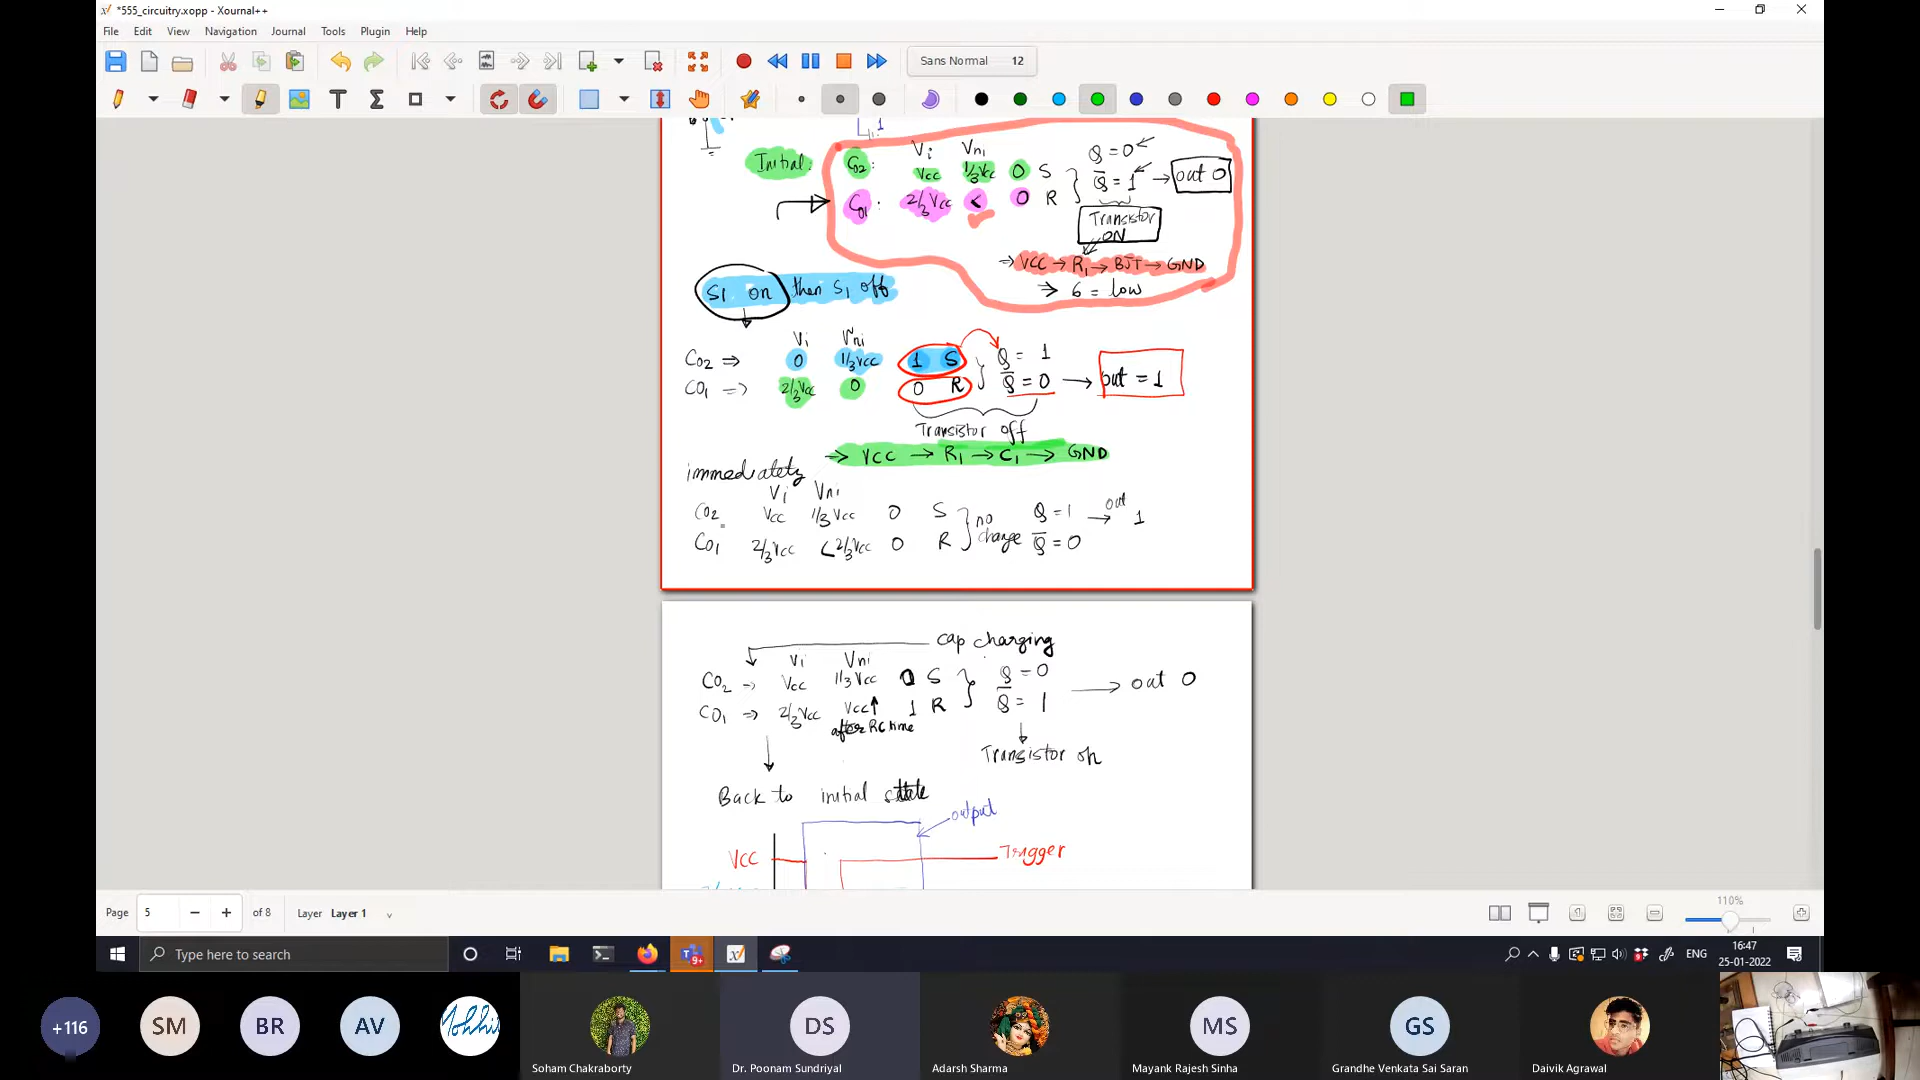 *555_circuitry.xopp - Xournal++
File Edit View Navigation Journal Tools Plugin Help
Sans Normal 12
Vi Vni
Initial: CO2: Vcc 1/3Vcc 0 S
CO1: 2/3Vcc < 0 R
Q=0
Q̅=1 → out 0
Transistor ON
⇒ VCC → R1 → BJT → GND
⇒ 6 = low
S1 on then S1 off
Vi Vni
CO2 ⇒ 0 1/3Vcc 1 S Q = 1
CO1 ⇒ 2/3Vcc 0 0 R Q̅ = 0 → out = 1
Transistor off
⇒ VCC → R1 → C1 → GND
immediately
Vi Vni
CO2 Vcc 1/3Vcc 0 S Q=1 → out 1
CO1 2/3Vcc <2/3Vcc 0 R no change Q̅=0
cap charging
Vi Vni
CO2 → Vcc 1/3Vcc 0 S Q=0
CO1 ⇒ 2/3Vcc Vcc↑ 1 R Q̅=1 → out 0
after RC time
Transistor on
Back to initial state
output
VCC Trigger
Page 5 of 8 Layer Layer 1
110%
Type here to search
9+
ENG
16:47
25-01-2022
+116 SM BR AV DS MS GS
Soham Chakraborty Dr. Poonam Sundriyal Adarsh Sharma Mayank Rajesh Sinha Grandhe Venkata Sai Saran Daivik Agrawal